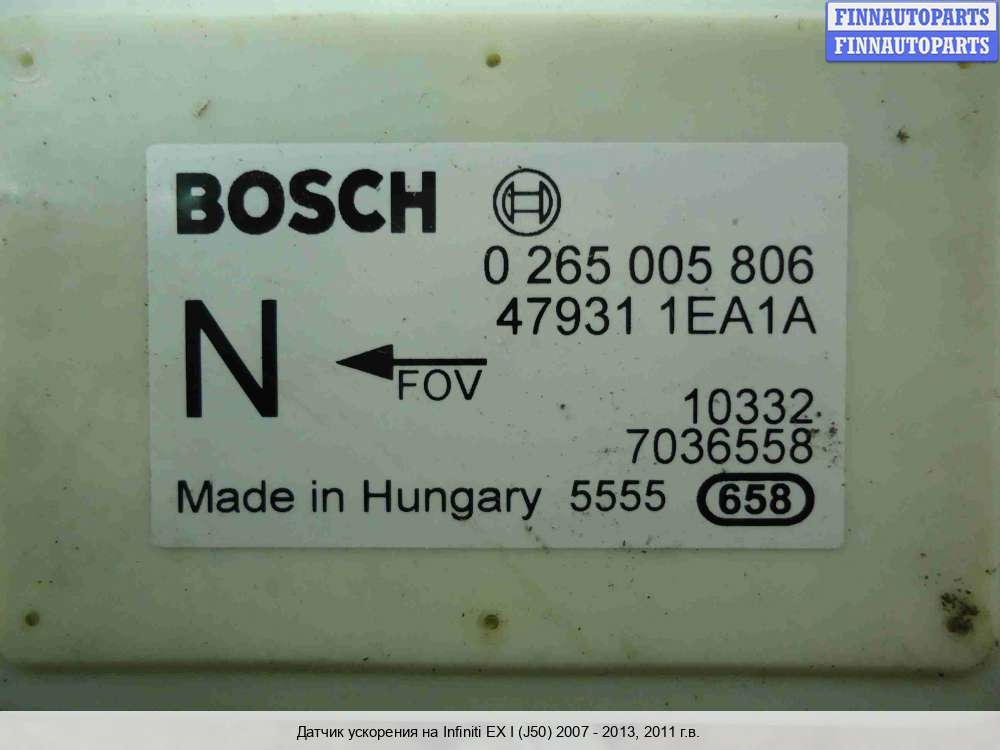 FINNAUTOPARTS
FINNAUTOPARTS
BOSCH
0 265 005 806
47931 1EA1A
N
FOV
10332
7036558
Made in Hungary 5555 658
Датчик ускорения на Infiniti EX I (J50) 2007 - 2013, 2011 г.в.